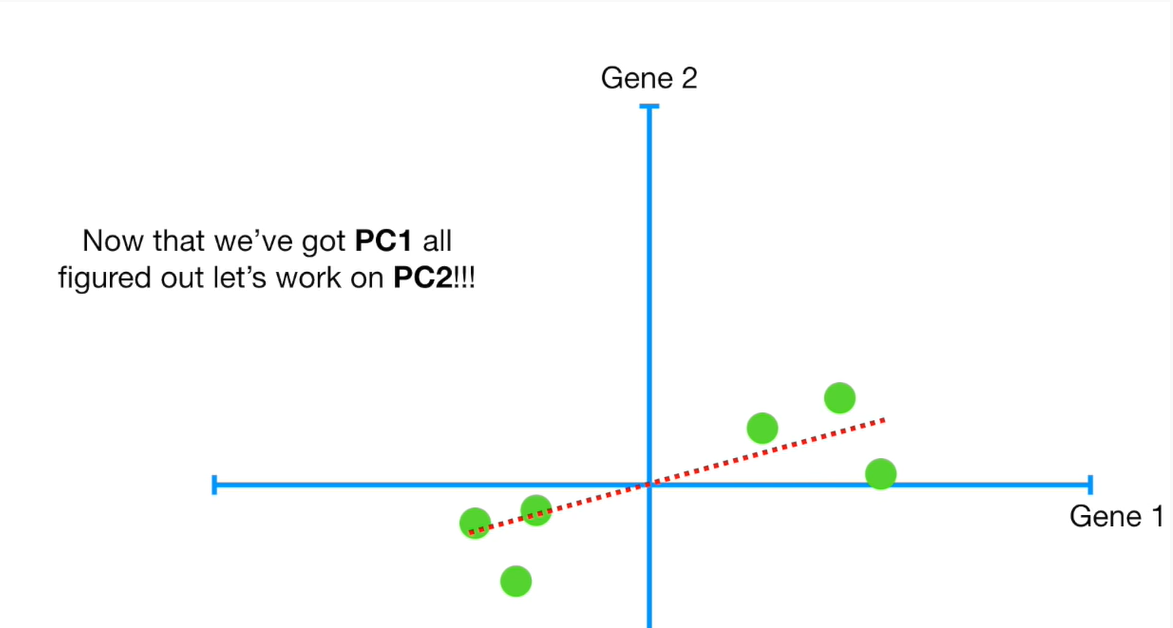 Gene 2
Now that we’ve got PC1 all
figured out let’s work on PC2!!!
Gene 1